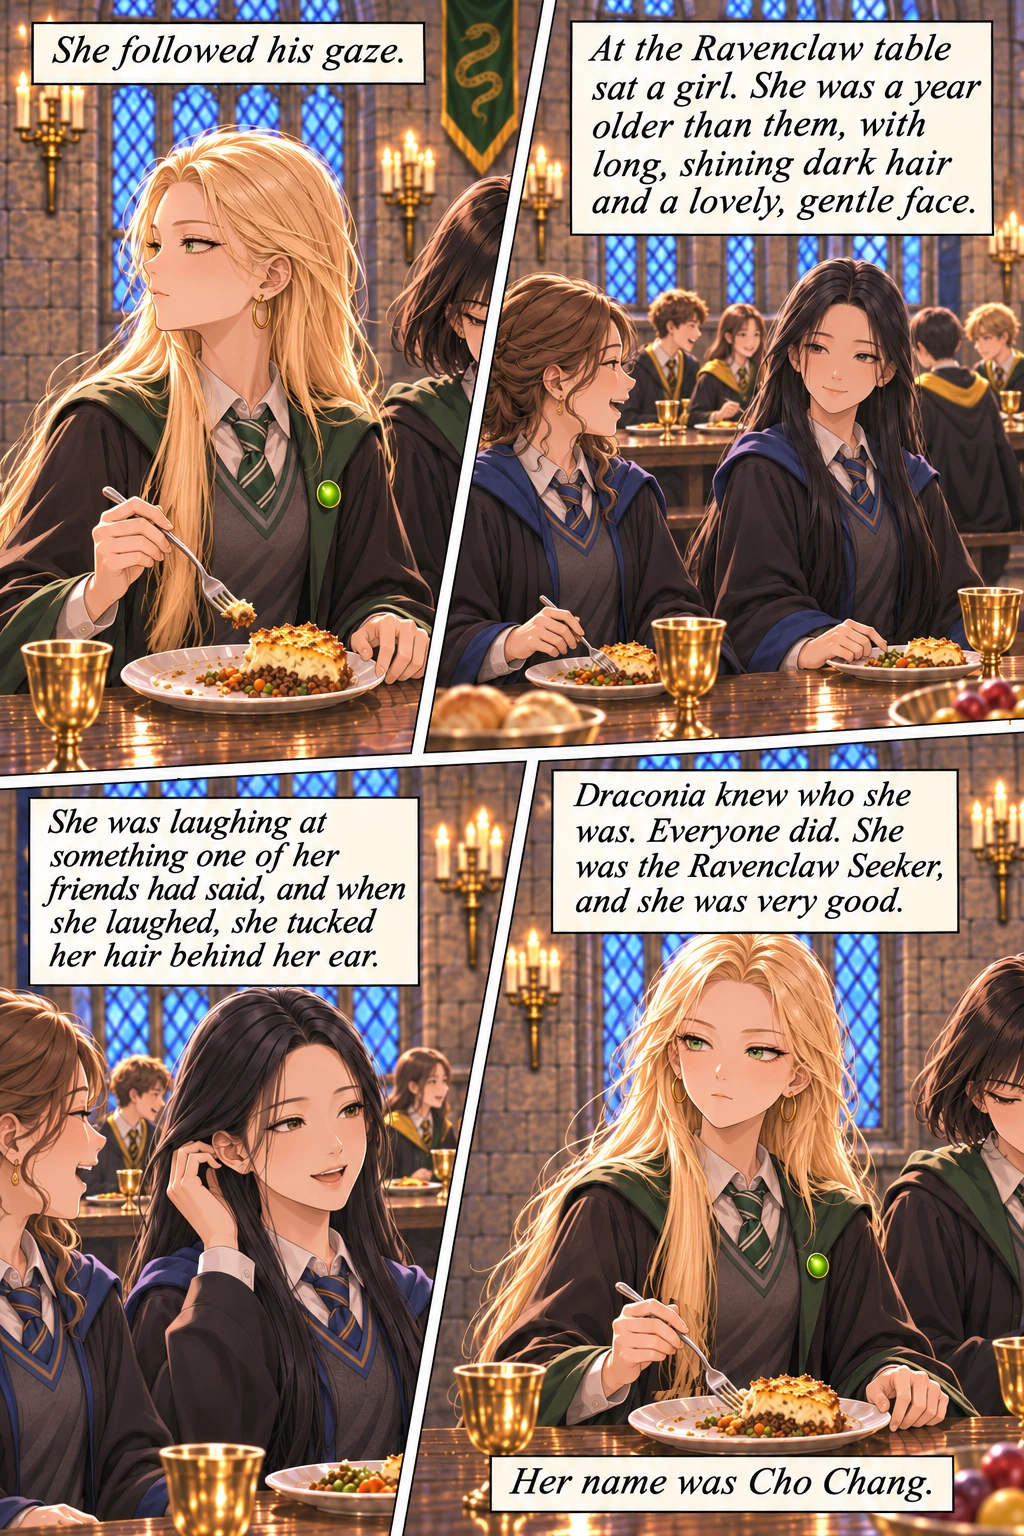 She followed his gaze.
At the Ravenclaw table
sat a girl. She was a year
older than them, with
long, shining dark hair
and a lovely, gentle face.
She was laughing at
something one of her
friends had said, and when
she laughed, she tucked
her hair behind her ear.
Draconia knew who she
was. Everyone did. She
was the Ravenclaw Seeker,
and she was very good.
Her name was Cho Chang.